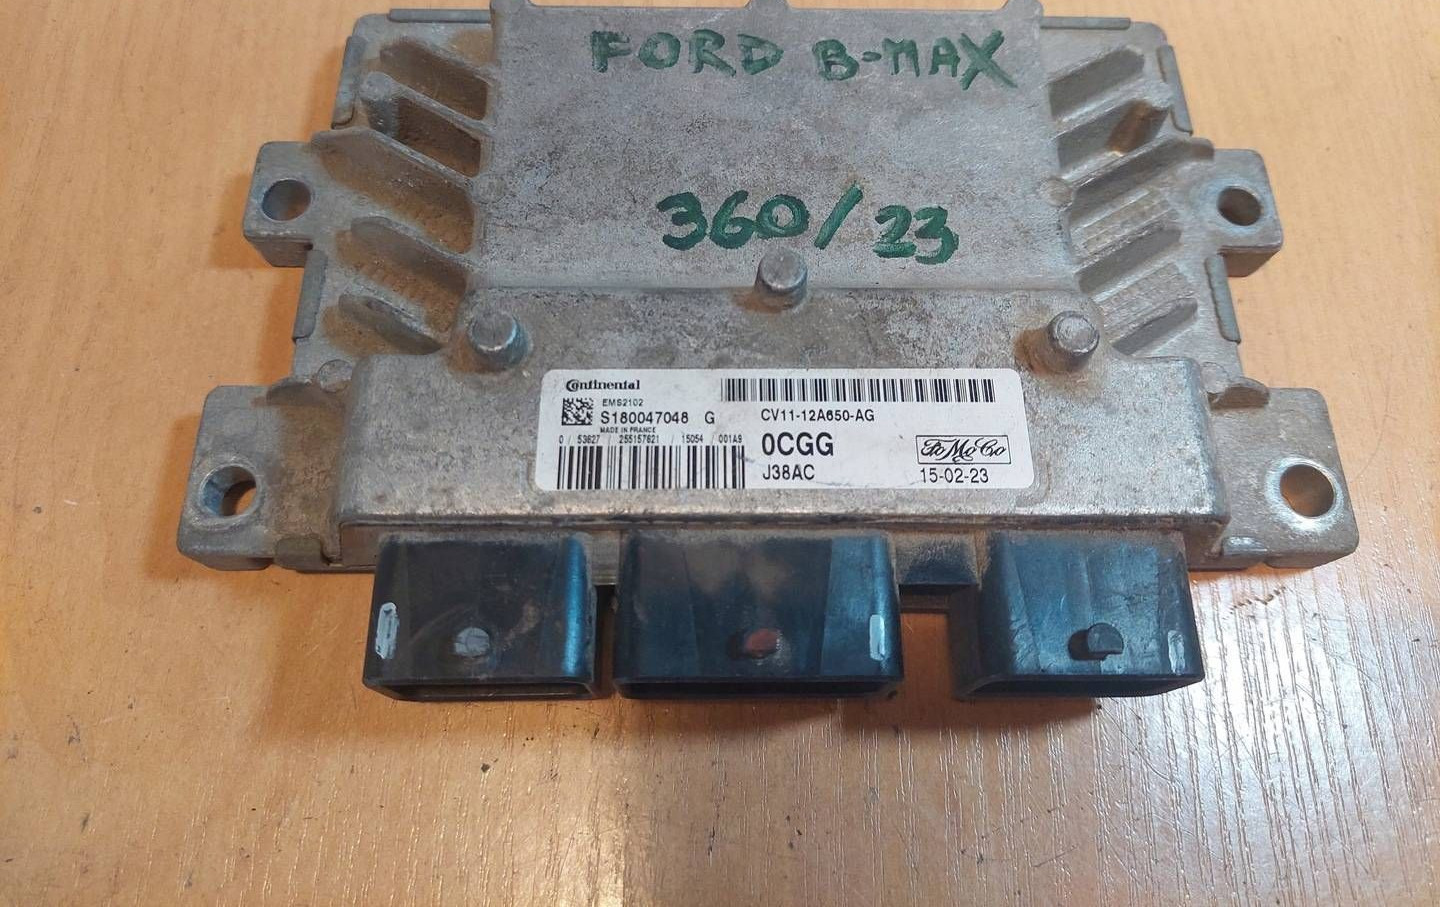 FORD B-MAX
360/23
Continental
EMS2102
S180047048 G
MADE IN FRANCE
0 / 53627 / 255157621 / 15054 / 001A9
CV11-12A650-AG
0CGG
FoMoCo
J38AC
15-02-23